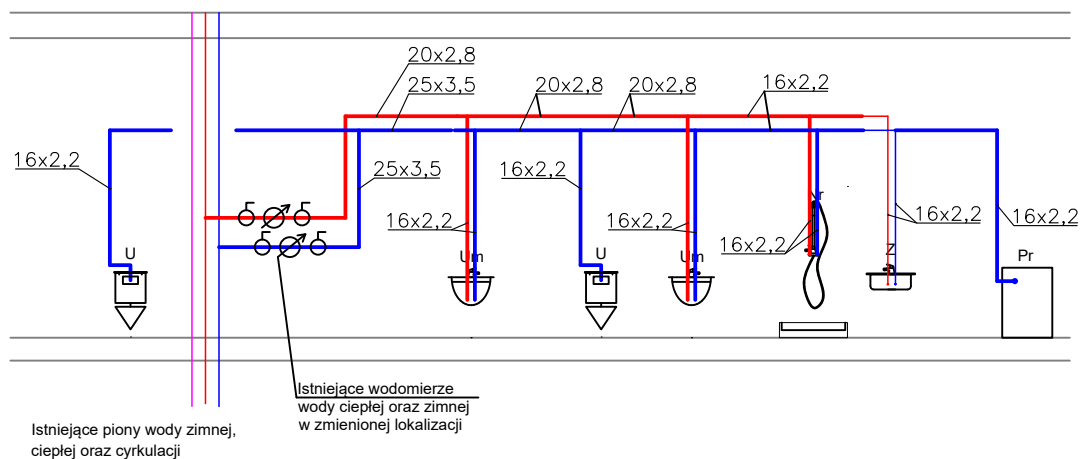 20x2,8
25x3,5
20x2,8
20x2,8
16x2,2
16x2,2
25x3,5
16x2,2
16x2,2
16x2,2
16x2,2
16x2,2
16x2,2
U
Um
U
Um
Z
Pr
Istniejące wodomierze
wody ciepłej oraz zimnej
w zmienionej lokalizacji
Istniejące piony wody zimnej,
ciepłej oraz cyrkulacji